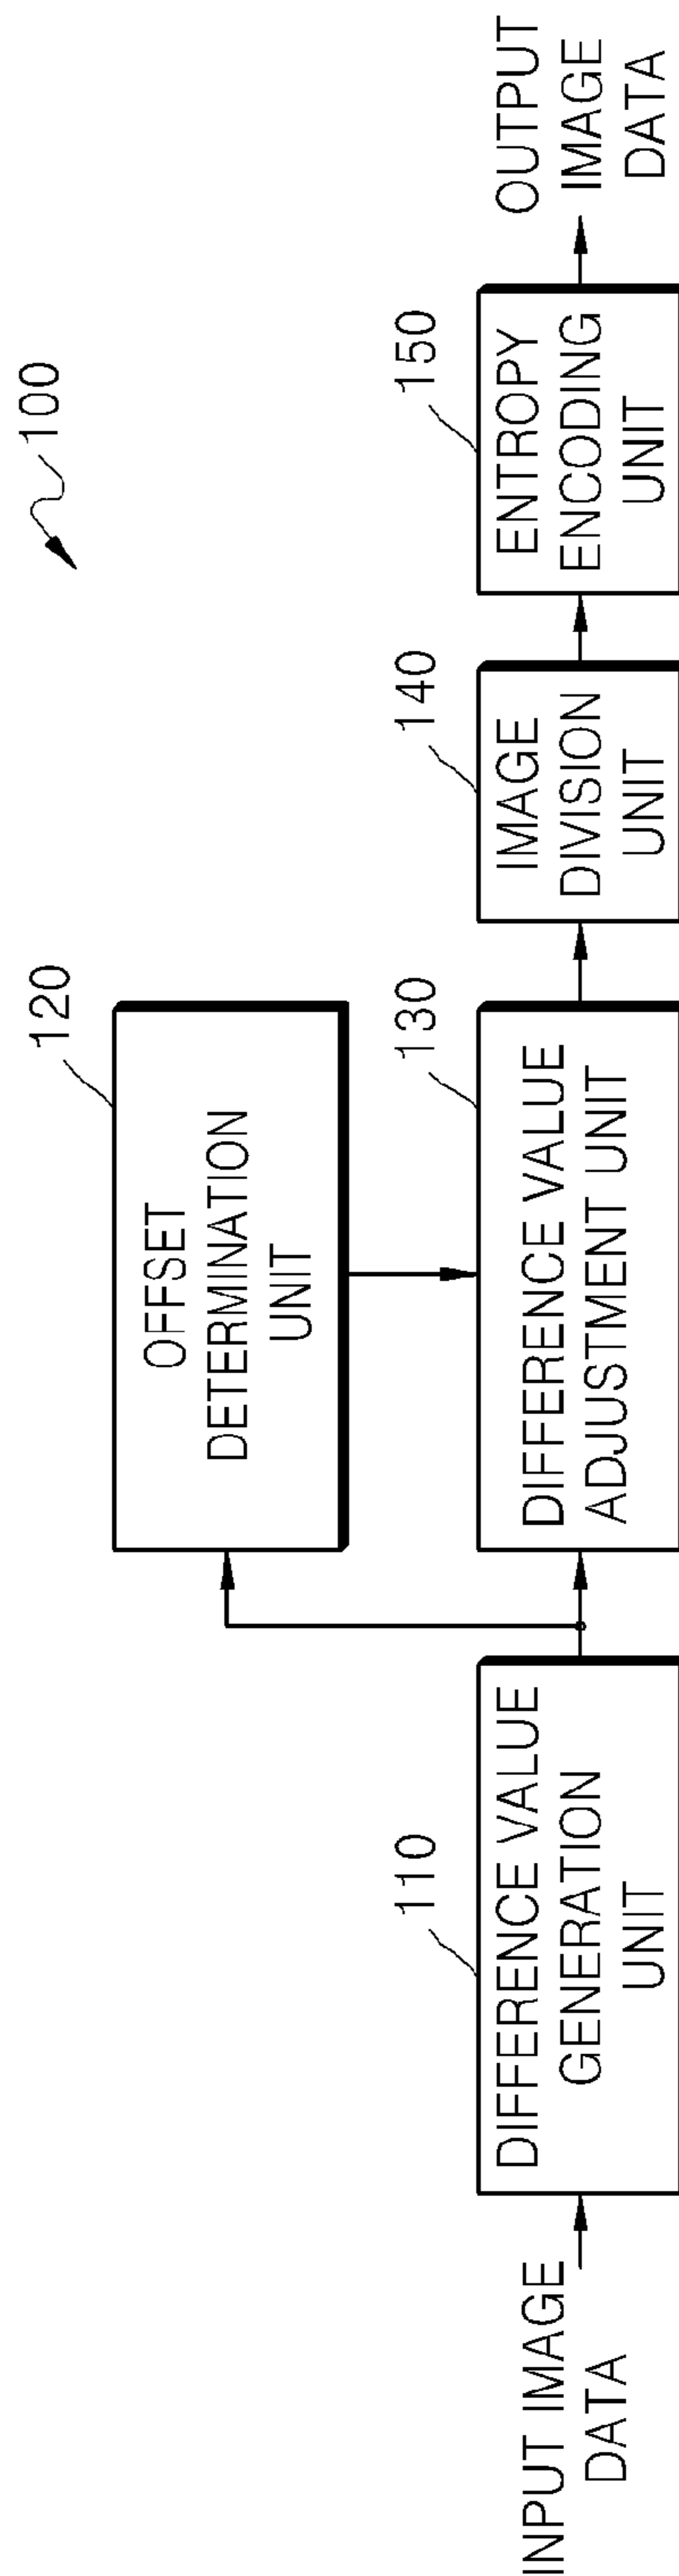 100
120
OFFSET
DETERMINATION
UNIT
INPUT IMAGE
DATA
110
DIFFERENCE VALUE
GENERATION
UNIT
130
DIFFERENCE VALUE
ADJUSTMENT UNIT
140
IMAGE
DIVISION
UNIT
150
ENTROPY
ENCODING
UNIT
OUTPUT
IMAGE
DATA